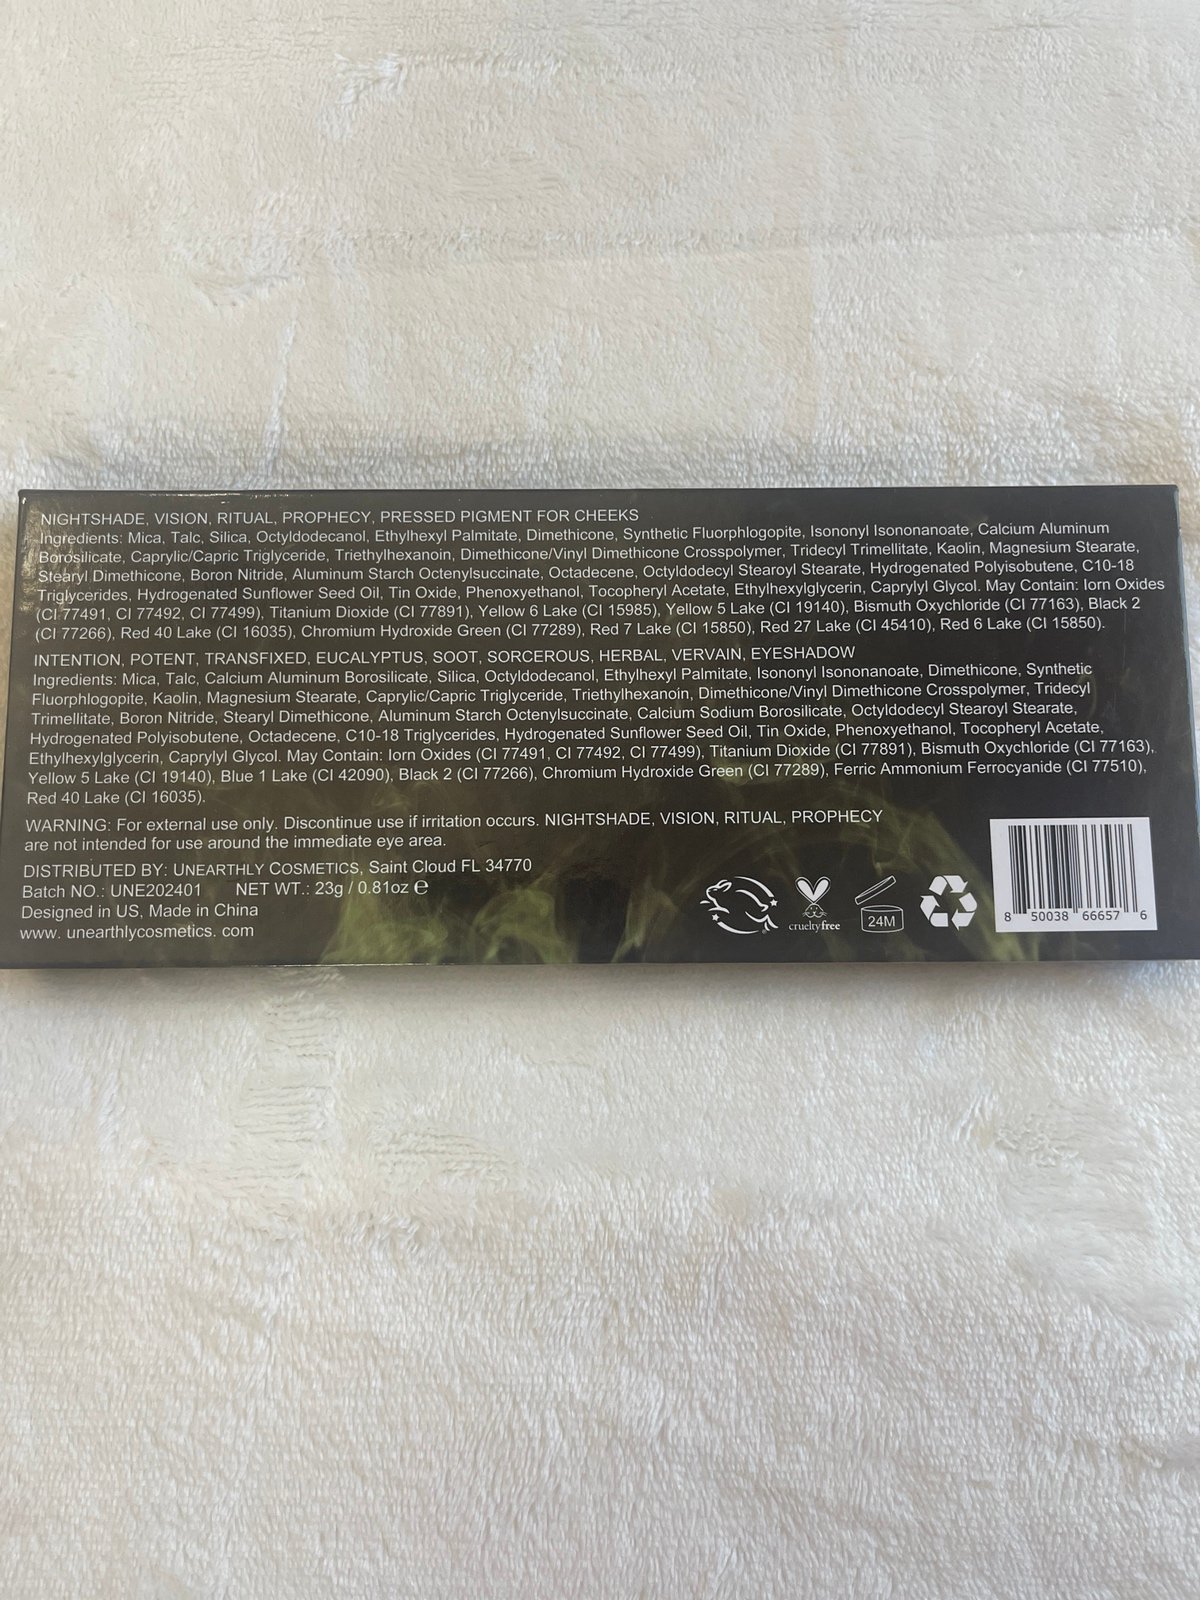 NIGHTSHADE, VISION, RITUAL, PROPHECY, PRESSED PIGMENT FOR CHEEKS
Ingredients: Mica, Talc, Silica, Octyldodecanol, Ethylhexyl Palmitate, Dimethicone, Synthetic Fluorphlogopite, Isononyl Isononanoate, Calcium Aluminum
Borosilicate, Caprylic/Capric Triglyceride, Triethylhexanoin, Dimethicone/Vinyl Dimethicone Crosspolymer, Tridecyl Trimellitate, Kaolin, Magnesium Stearate,
Stearyl Dimethicone, Boron Nitride, Aluminum Starch Octenylsuccinate, Octadecene, Octyldodecyl Stearoyl Stearate, Hydrogenated Polyisobutene, C10-18
Triglycerides, Hydrogenated Sunflower Seed Oil, Tin Oxide, Phenoxyethanol, Tocopheryl Acetate, Ethylhexylglycerin, Caprylyl Glycol. May Contain: Iorn Oxides
(CI 77491, CI 77492, CI 77499), Titanium Dioxide (CI 77891), Yellow 6 Lake (CI 15985), Yellow 5 Lake (CI 19140), Bismuth Oxychloride (CI 77163), Black 2
(CI 77266), Red 40 Lake (CI 16035), Chromium Hydroxide Green (CI 77289), Red 7 Lake (CI 15850), Red 27 Lake (CI 45410), Red 6 Lake (CI 15850).
INTENTION, POTENT, TRANSFIXED, EUCALYPTUS, SOOT, SORCEROUS, HERBAL, VERVAIN, EYESHADOW
Ingredients: Mica, Talc, Calcium Aluminum Borosilicate, Silica, Octyldodecanol, Ethylhexyl Palmitate, Isononyl Isononanoate, Dimethicone, Synthetic
Fluorphlogopite, Kaolin, Magnesium Stearate, Caprylic/Capric Triglyceride, Triethylhexanoin, Dimethicone/Vinyl Dimethicone Crosspolymer, Tridecyl
Trimellitate, Boron Nitride, Stearyl Dimethicone, Aluminum Starch Octenylsuccinate, Calcium Sodium Borosilicate, Octyldodecyl Stearoyl Stearate,
Hydrogenated Polyisobutene, Octadecene, C10-18 Triglycerides, Hydrogenated Sunflower Seed Oil, Tin Oxide, Phenoxyethanol, Tocopheryl Acetate,
Ethylhexylglycerin, Caprylyl Glycol. May Contain: Iorn Oxides (CI 77491, CI 77492, CI 77499), Titanium Dioxide (CI 77891), Bismuth Oxychloride (CI 77163),
Yellow 5 Lake (CI 19140), Blue 1 Lake (CI 42090), Black 2 (CI 77266), Chromium Hydroxide Green (CI 77289), Ferric Ammonium Ferrocyanide (CI 77510),
Red 40 Lake (CI 16035).
WARNING: For external use only. Discontinue use if irritation occurs. NIGHTSHADE, VISION, RITUAL, PROPHECY
are not intended for use around the immediate eye area.
DISTRIBUTED BY: UNEARTHLY COSMETICS, Saint Cloud FL 34770
Batch NO.: UNE202401 NET WT.: 23g / 0.81oz ℮
Designed in US, Made in China
www. unearthlycosmetics. com
crueltyfree
24M
8 50038 66657 6